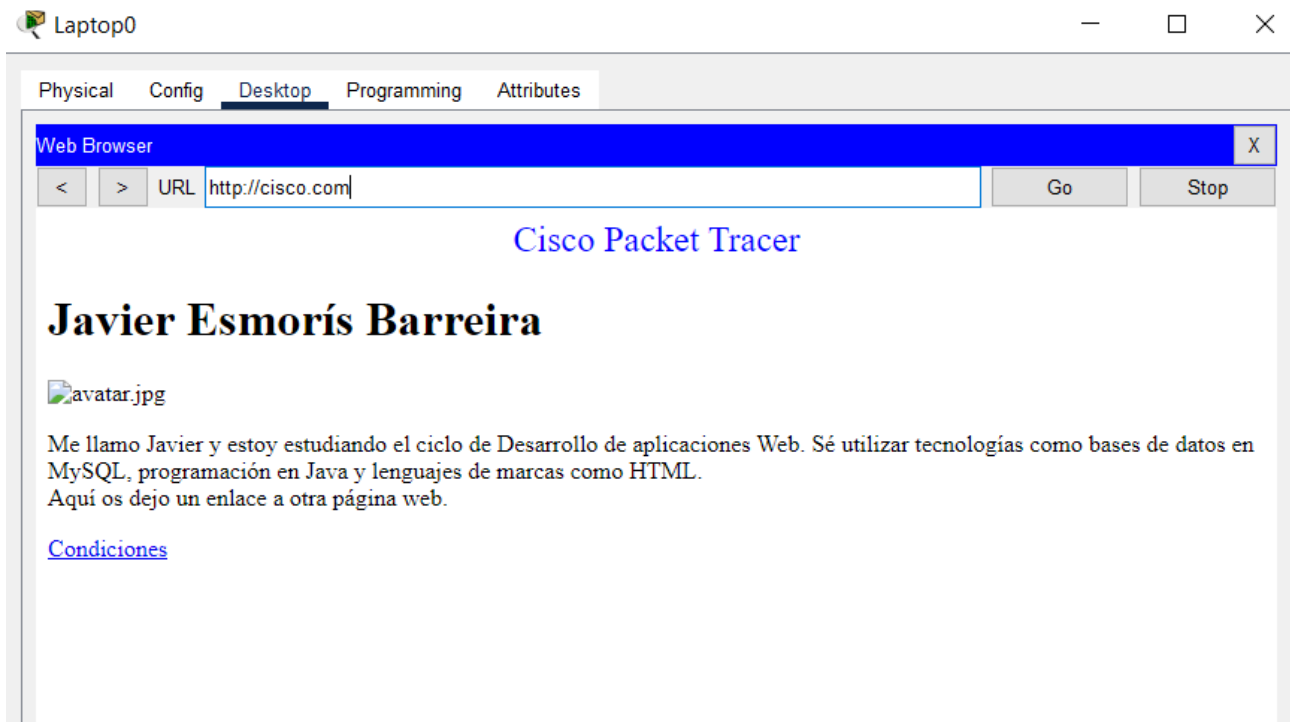 Laptop0
Physical Config Desktop Programming Attributes
Web Browser X
< > URL http://cisco.com Go Stop
Cisco Packet Tracer
Javier Esmorís Barreira
avatar.jpg
Me llamo Javier y estoy estudiando el ciclo de Desarrollo de aplicaciones Web. Sé utilizar tecnologías como bases de datos en
MySQL, programación en Java y lenguajes de marcas como HTML.
Aquí os dejo un enlace a otra página web.
Condiciones